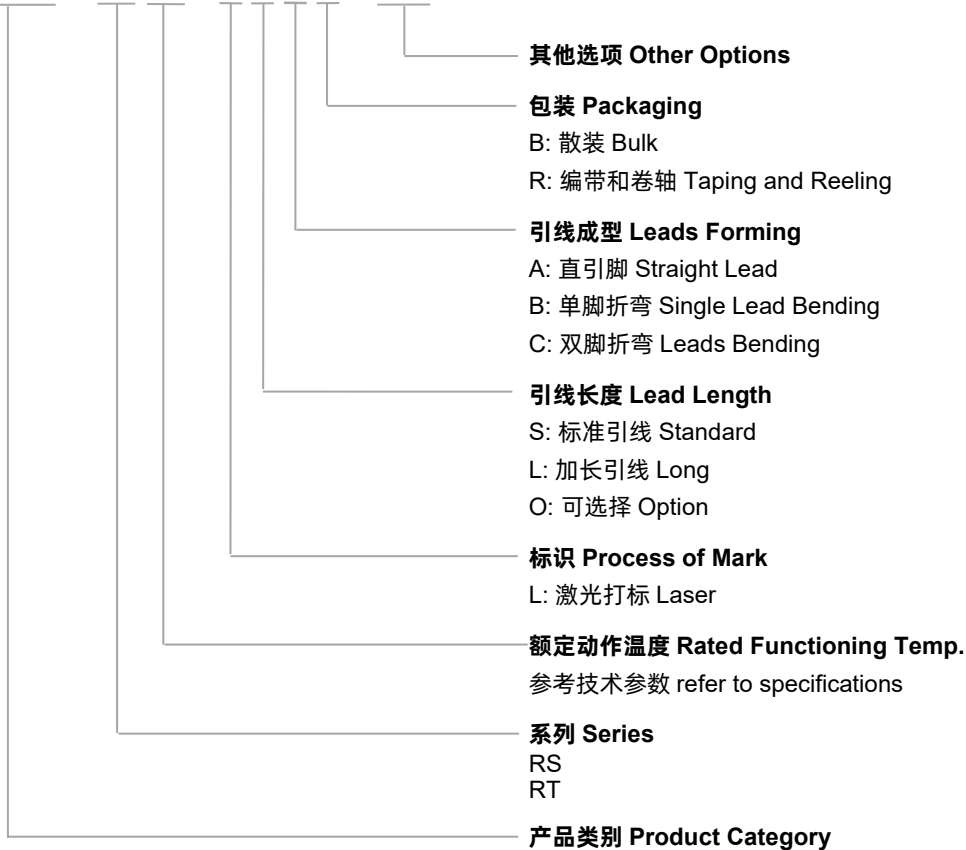 其他选项 Other Options
包装 Packaging
B: 散装 Bulk
R: 编带和卷轴 Taping and Reeling
引线成型 Leads Forming
A: 直引脚 Straight Lead
B: 单脚折弯 Single Lead Bending
C: 双脚折弯 Leads Bending
引线长度 Lead Length
S: 标准引线 Standard
L: 加长引线 Long
O: 可选择 Option
标识 Process of Mark
L: 激光打标 Laser
额定动作温度 Rated Functioning Temp.
参考技术参数 refer to specifications
系列 Series
RS
RT
产品类别 Product Category